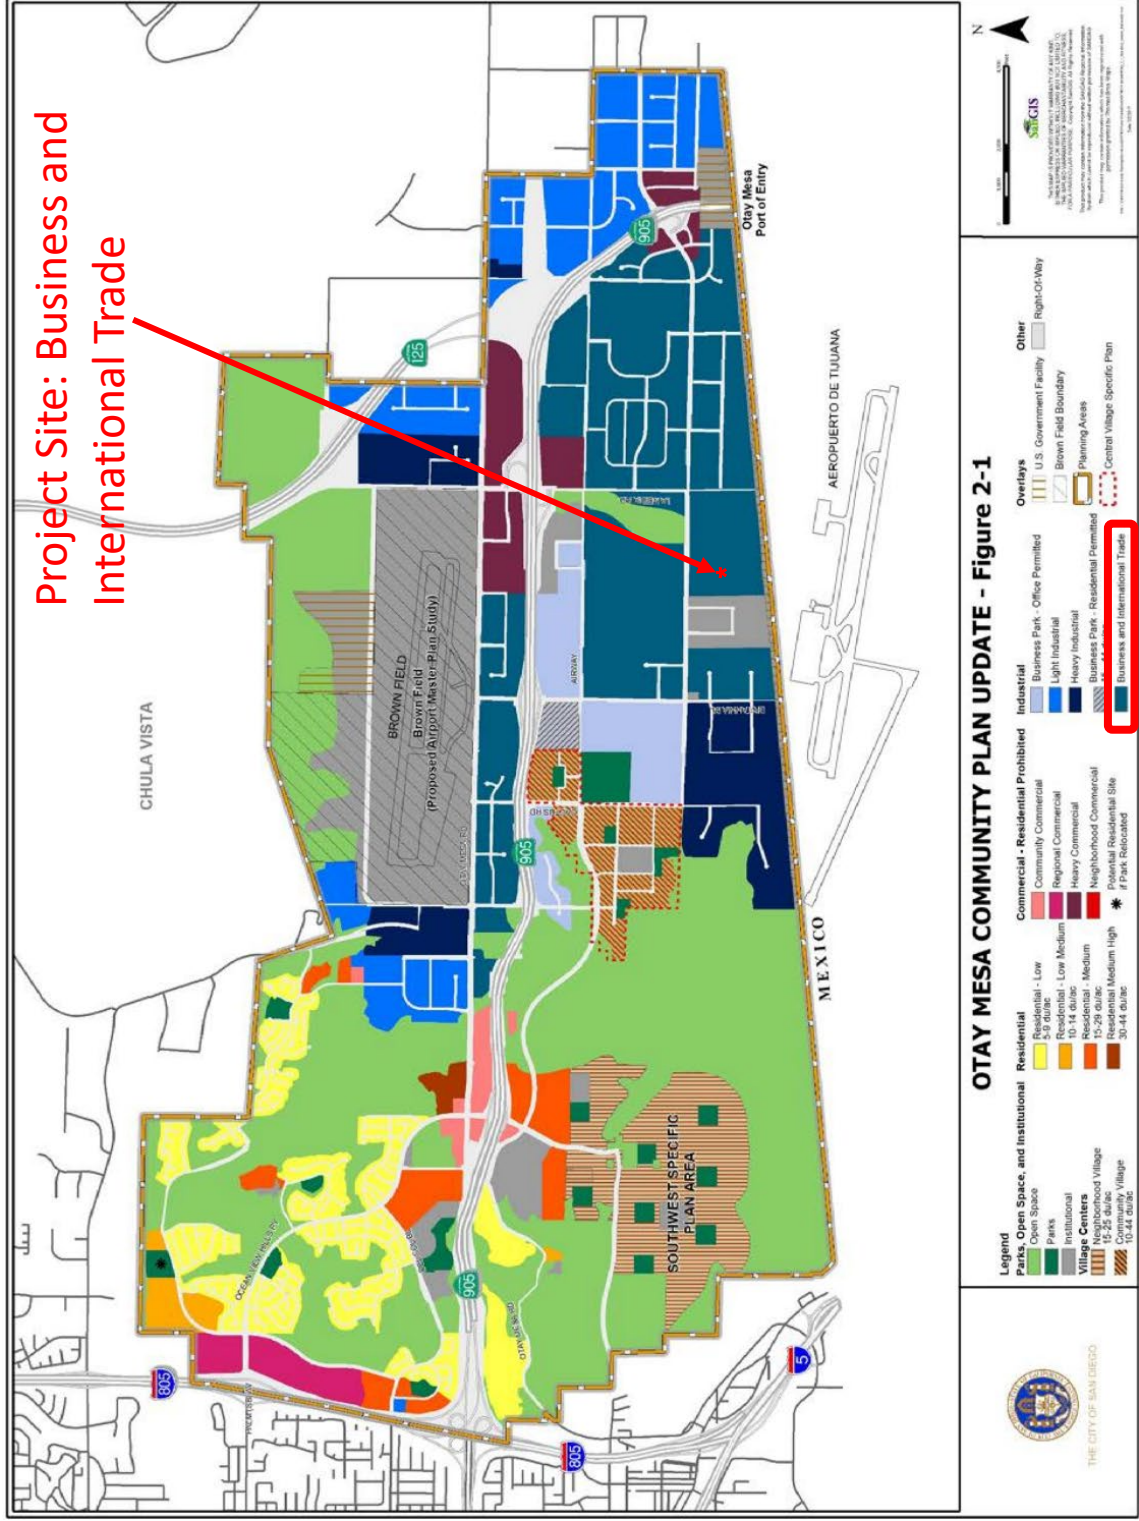 Project Site: Business and
International Trade
CHULA VISTA
125
905
BROWN FIELD
Brown Field
(Proposed Airport Master Plan Study)
AIRWAY
Otay Mesa
Port of Entry
AEROPUERTO DE TIJUANA
MEXICO
905
905
805
805
5
SOUTHWEST SPECIFIC
PLAN AREA
OTAY MESA COMMUNITY PLAN UPDATE - Figure 2-1
Legend
Parks, Open Space, and Institutional
Open Space
Parks
Institutional
Village Centers
Neighborhood Village
15-25 du/ac
Community Village
10-44 du/ac
Residential
Residential - Low
5-9 du/ac
Residential - Low Medium
10-14 du/ac
Residential - Medium
15-29 du/ac
Residential Medium High
30-44 du/ac
Commercial - Residential Prohibited
Community Commercial
Regional Commercial
Heavy Commercial
Neighborhood Commercial
Potential Residential Site
if Park Relocated
Industrial
Business Park - Office Permitted
Light Industrial
Heavy Industrial
Business Park - Residential Permitted
Business and International Trade
Overlays
U.S. Government Facility
Brown Field Boundary
Planning Areas
Central Village Specific Plan
Other
Right-Of-Way
N
SanGIS
THE CITY OF SAN DIEGO